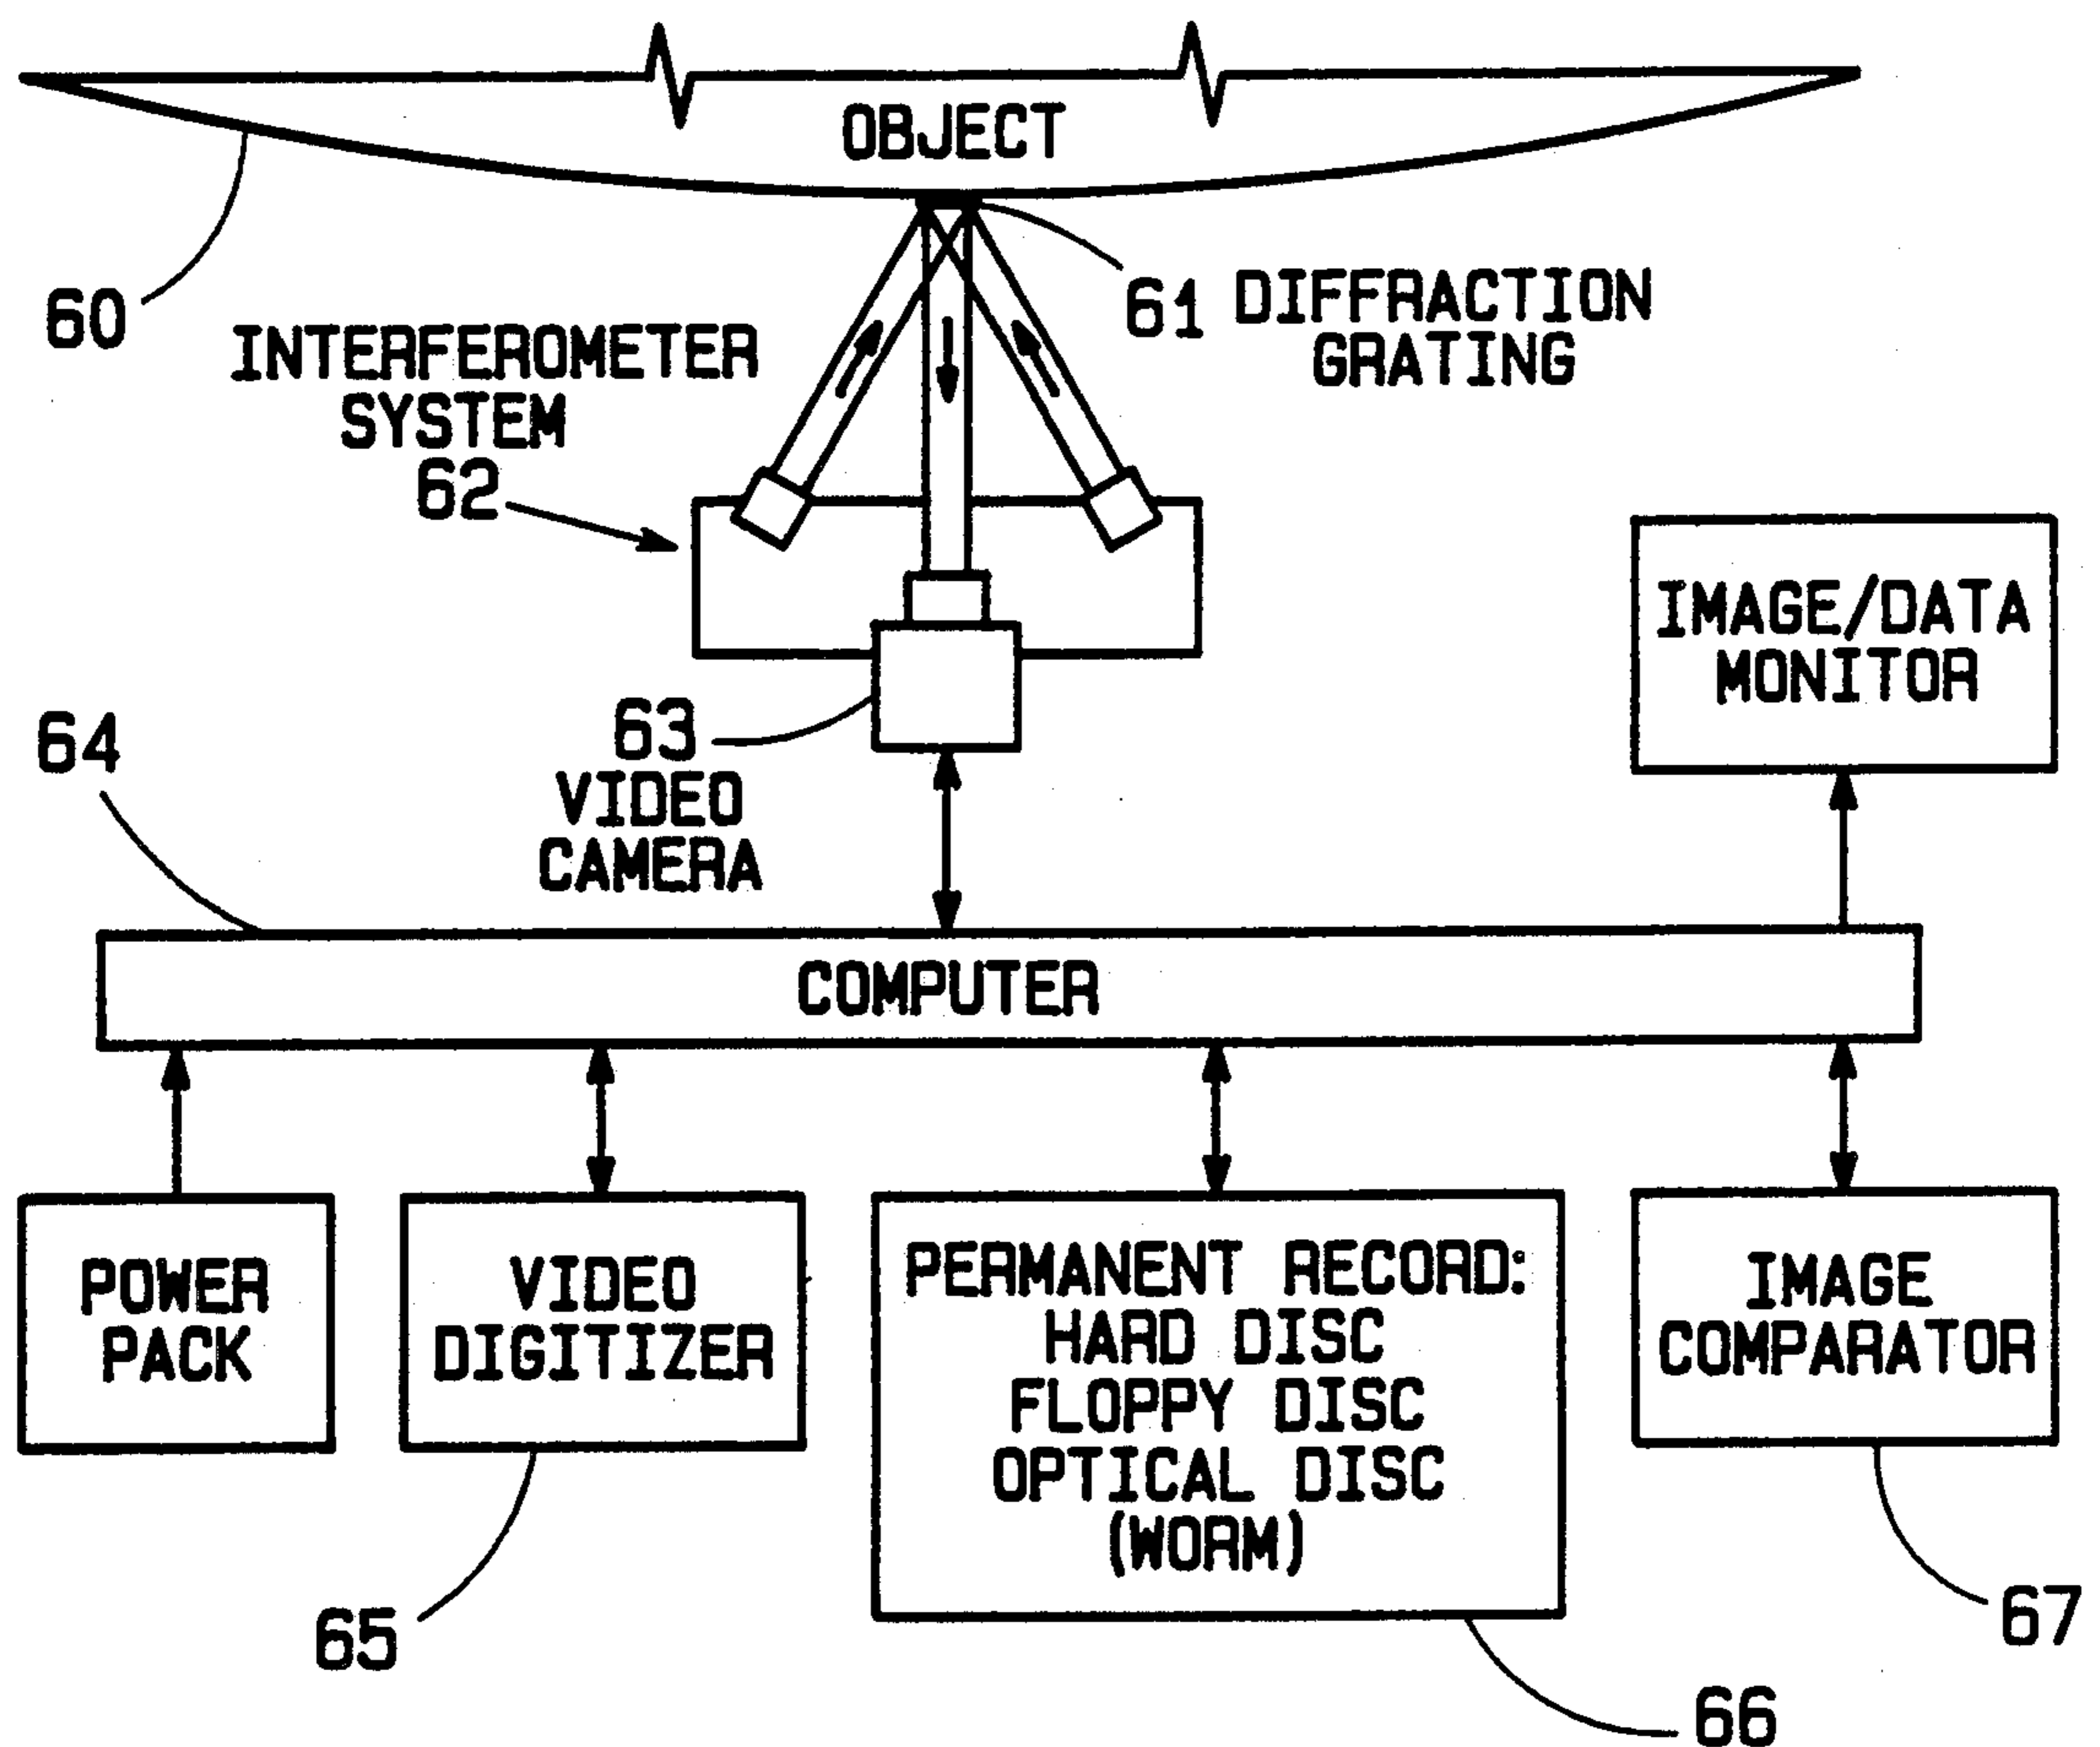 OBJECT
60
61 DIFFRACTION
GRATING
INTERFEROMETER
SYSTEM
62
IMAGE/DATA
MONITOR
63
VIDEO
CAMERA
64
COMPUTER
POWER
PACK
VIDEO
DIGITIZER
PERMANENT RECORD:
HARD DISC
FLOPPY DISC
OPTICAL DISC
(WORM)
IMAGE
COMPARATOR
65
66
67